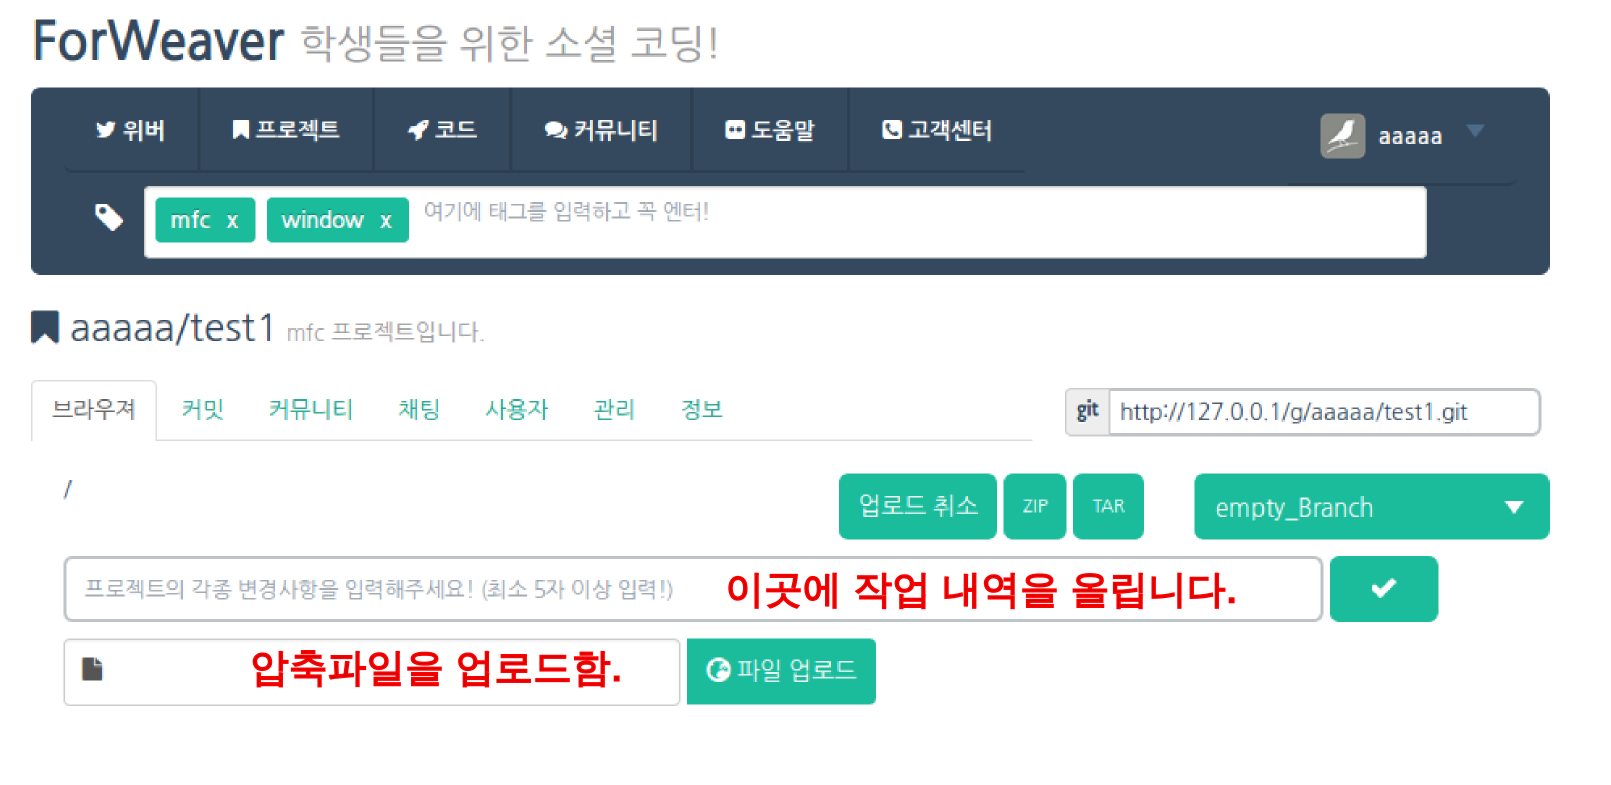 ForWeaver 학생들을 위한 소셜 코딩!
위버 프로젝트 코드 커뮤니티 도움말 고객센터 aaaaa
mfc x window x 여기에 태그를 입력하고 꼭 엔터!
aaaaa/test1 mfc 프로젝트입니다.
브라우져 커밋 커뮤니티 채팅 사용자 관리 정보 git http://127.0.0.1/g/aaaaa/test1.git
/ 업로드 취소 ZIP TAR empty_Branch
프로젝트의 각종 변경사항을 입력해주세요! (최소 5자 이상 입력!) 이곳에 작업 내역을 올립니다.
압축파일을 업로드함. 파일 업로드